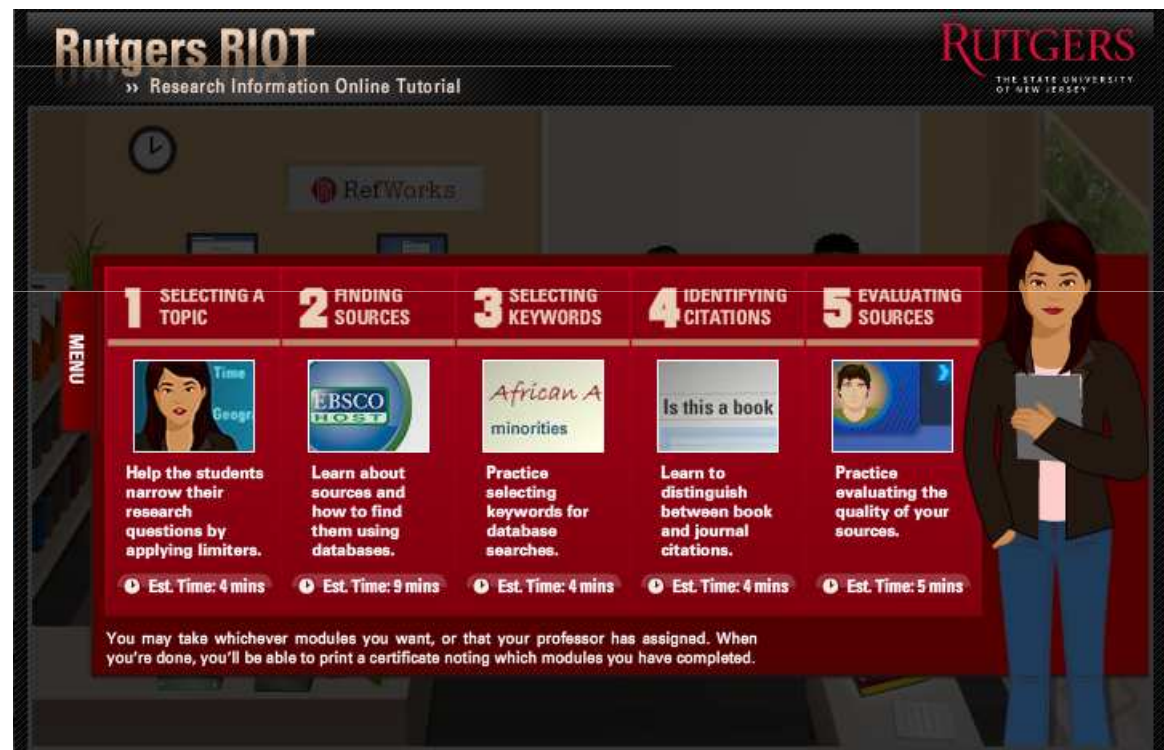 Rutgers RIOT
›› Research Information Online Tutorial
RUTGERS
THE STATE UNIVERSITY
OF NEW JERSEY
RefWorks
MENU
1 SELECTING A
TOPIC
Time
Geogr
Help the students
narrow their
research
questions by
applying limiters.
Est. Time: 4 mins
2 FINDING
SOURCES
EBSCO
HOST
Learn about
sources and
how to find
them using
databases.
Est. Time: 9 mins
3 SELECTING
KEYWORDS
African A
minorities
Practice
selecting
keywords for
database
searches.
Est. Time: 4 mins
4 IDENTIFYING
CITATIONS
Is this a book
Learn to
distinguish
between book
and journal
citations.
Est. Time: 4 mins
5 EVALUATING
SOURCES
Practice
evaluating the
quality of your
sources.
Est. Time: 5 mins
You may take whichever modules you want, or that your professor has assigned. When
you're done, you'll be able to print a certificate noting which modules you have completed.